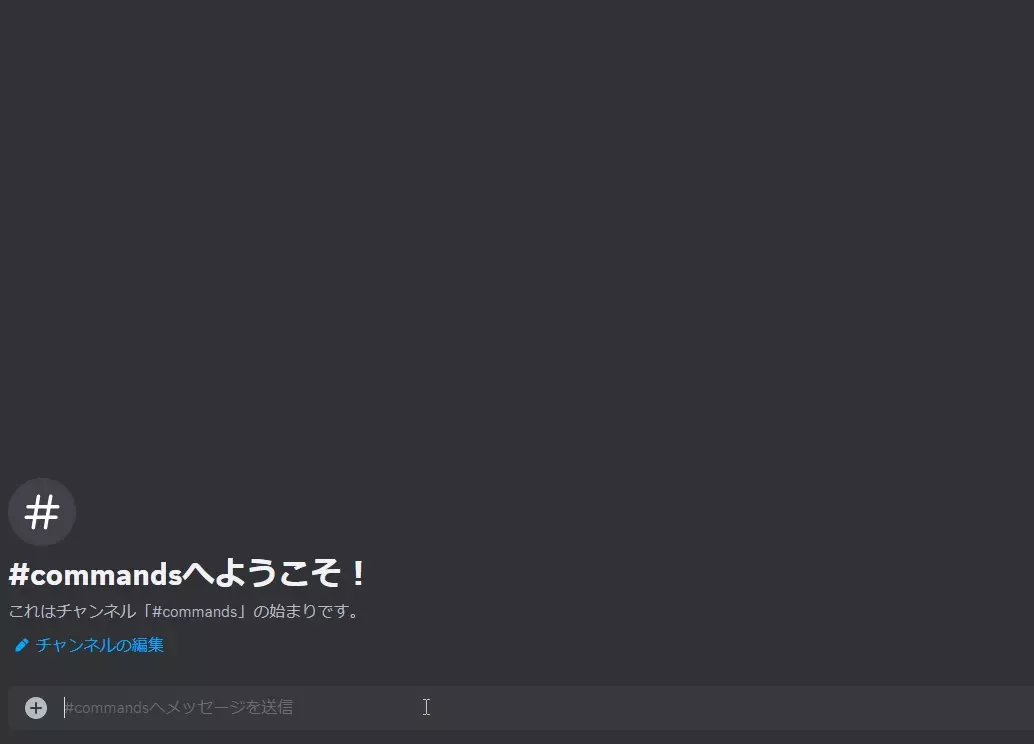 #commandsへようこそ！
これはチャンネル「#commands」の始まりです。
チャンネルの編集
#commandsへメッセージを送信